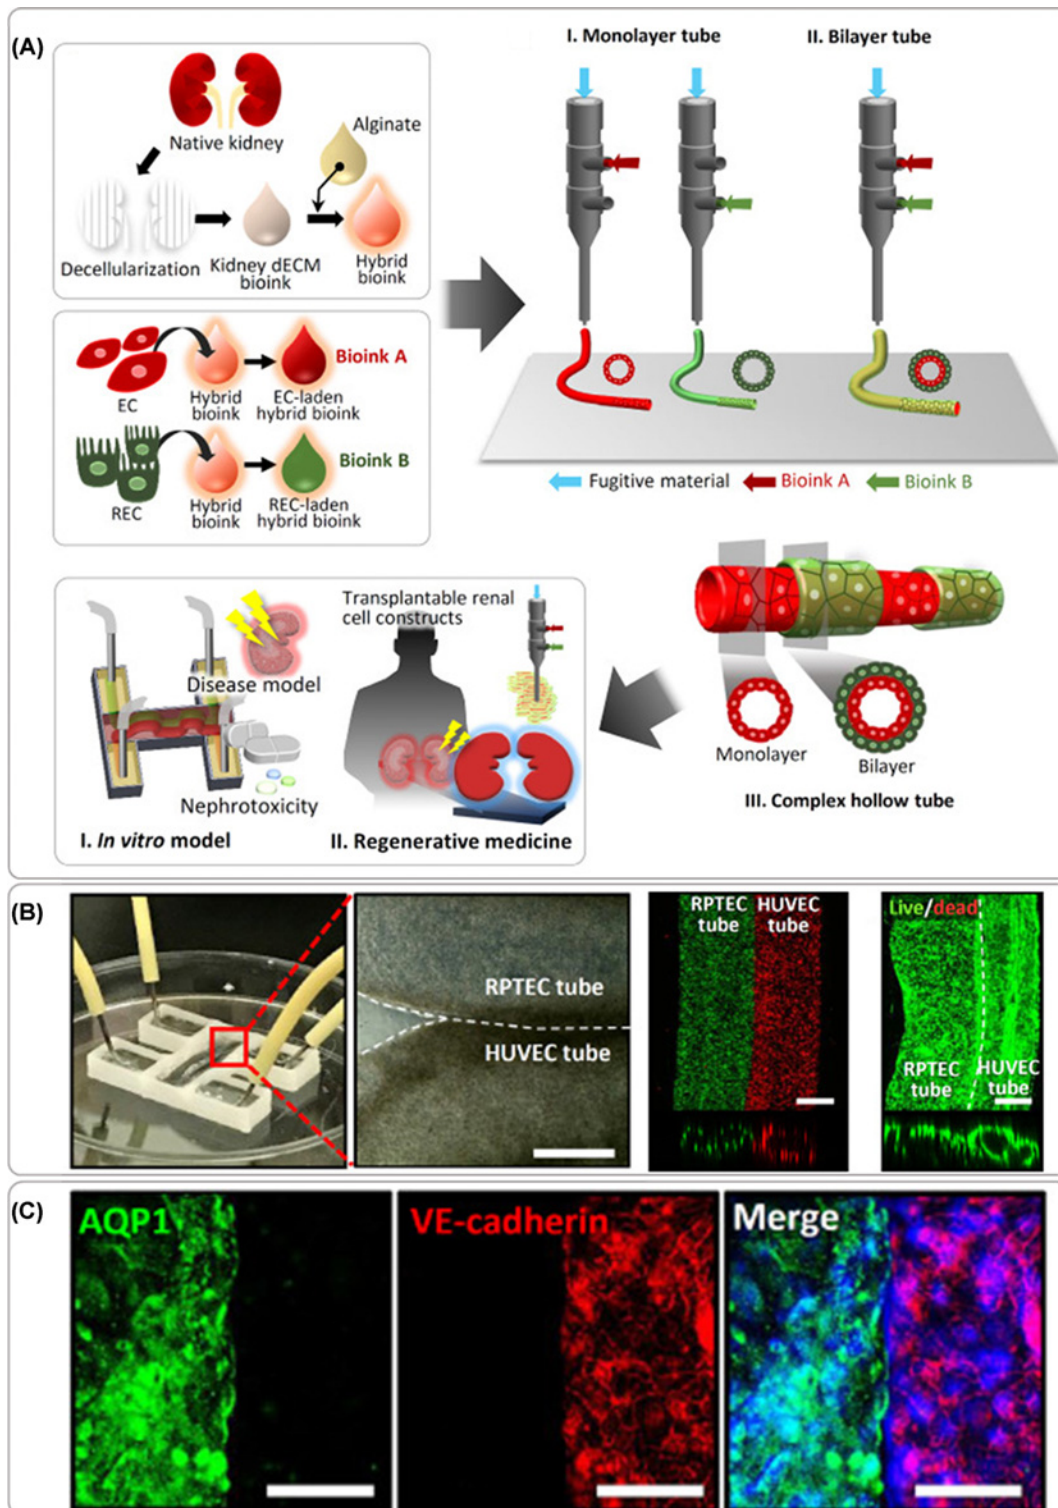 (A)
Native kidney
Alginate
Decellularization
Kidney dECM
bioink
Hybrid
bioink
EC
Hybrid
bioink
EC-laden
hybrid bioink
Bioink A
REC
Hybrid
bioink
REC-laden
hybrid bioink
Bioink B
I. Monolayer tube
II. Bilayer tube
Fugitive material
Bioink A
Bioink B
Monolayer
Bilayer
III. Complex hollow tube
Disease model
Nephrotoxicity
I. In vitro model
Transplantable renal
cell constructs
II. Regenerative medicine
(B)
RPTEC tube
HUVEC tube
RPTEC
tube
HUVEC
tube
Live/dead
RPTEC
tube
HUVEC
tube
(C)
AQP1
VE-cadherin
Merge